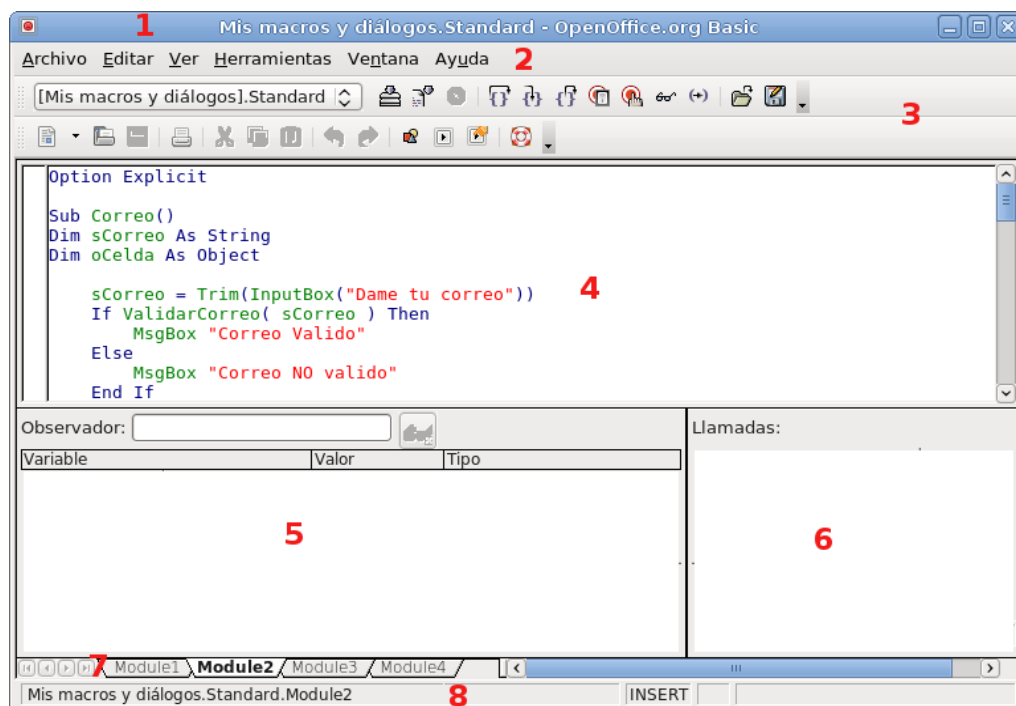 1 Mis macros y diálogos.Standard - OpenOffice.org Basic
Archivo Editar Ver Herramientas Ventana Ayuda 2
[Mis macros y diálogos].Standard
3
Option Explicit
Sub Correo()
Dim sCorreo As String
Dim oCelda As Object
sCorreo = Trim(InputBox("Dame tu correo")) 4
If ValidarCorreo( sCorreo ) Then
MsgBox "Correo Valido"
Else
MsgBox "Correo NO valido"
End If
Observador:
Llamadas:
Variable Valor Tipo
5
6
7 Module1 Module2 Module3 Module4
Mis macros y diálogos.Standard.Module2 8 INSERT